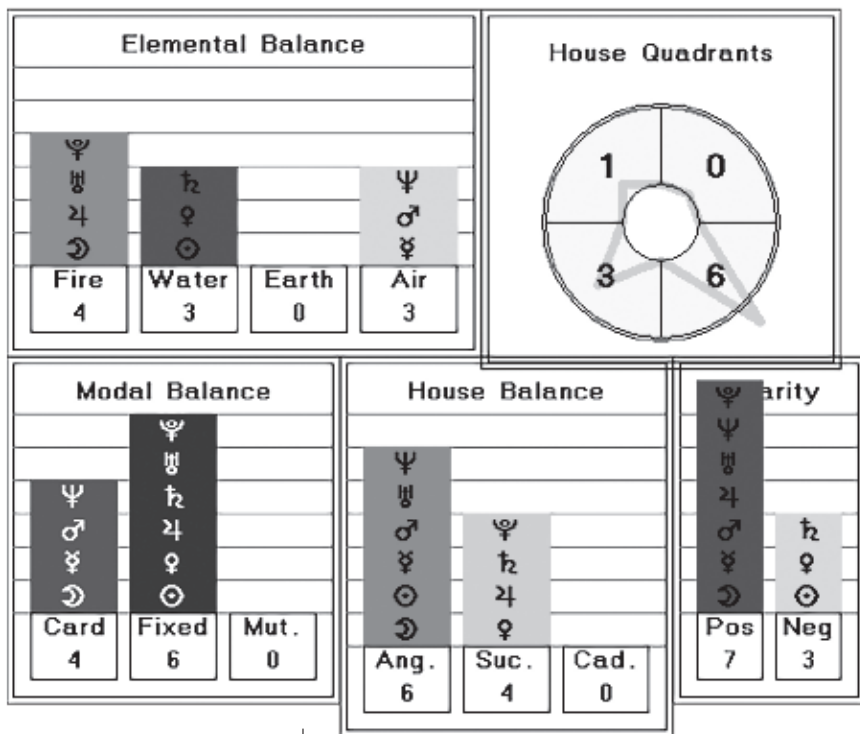 Elemental Balance
♇
♅ ♄ ♆
♃ ♀ ♂
☽ ☉ ☿
Fire Water Earth Air
4 3 0 3
House Quadrants
1 0
3 6
Modal Balance
♇
♅
♆ ♄
♂ ♃
☿ ♀
☽ ☉
Card Fixed Mut.
4 6 0
House Balance
♆
♅
♂ ♇
☿ ♄
☉ ♃
☽ ♀
Ang. Suc. Cad.
6 4 0
arity
♇
♆
♅
♃
♂ ♄
☿ ♀
☽ ☉
Pos Neg
7 3